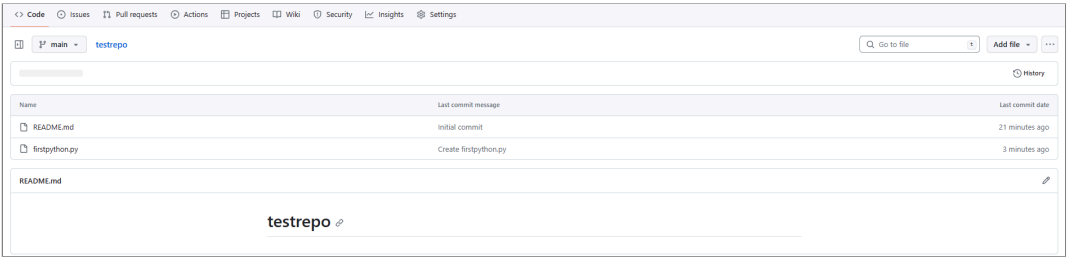 <> Code Issues Pull requests Actions Projects Wiki Security Insights Settings
main testrepo Go to file t Add file ...
History
Name Last commit message Last commit date
README.md Initial commit 21 minutes ago
firstpython.py Create firstpython.py 3 minutes ago
README.md
testrepo